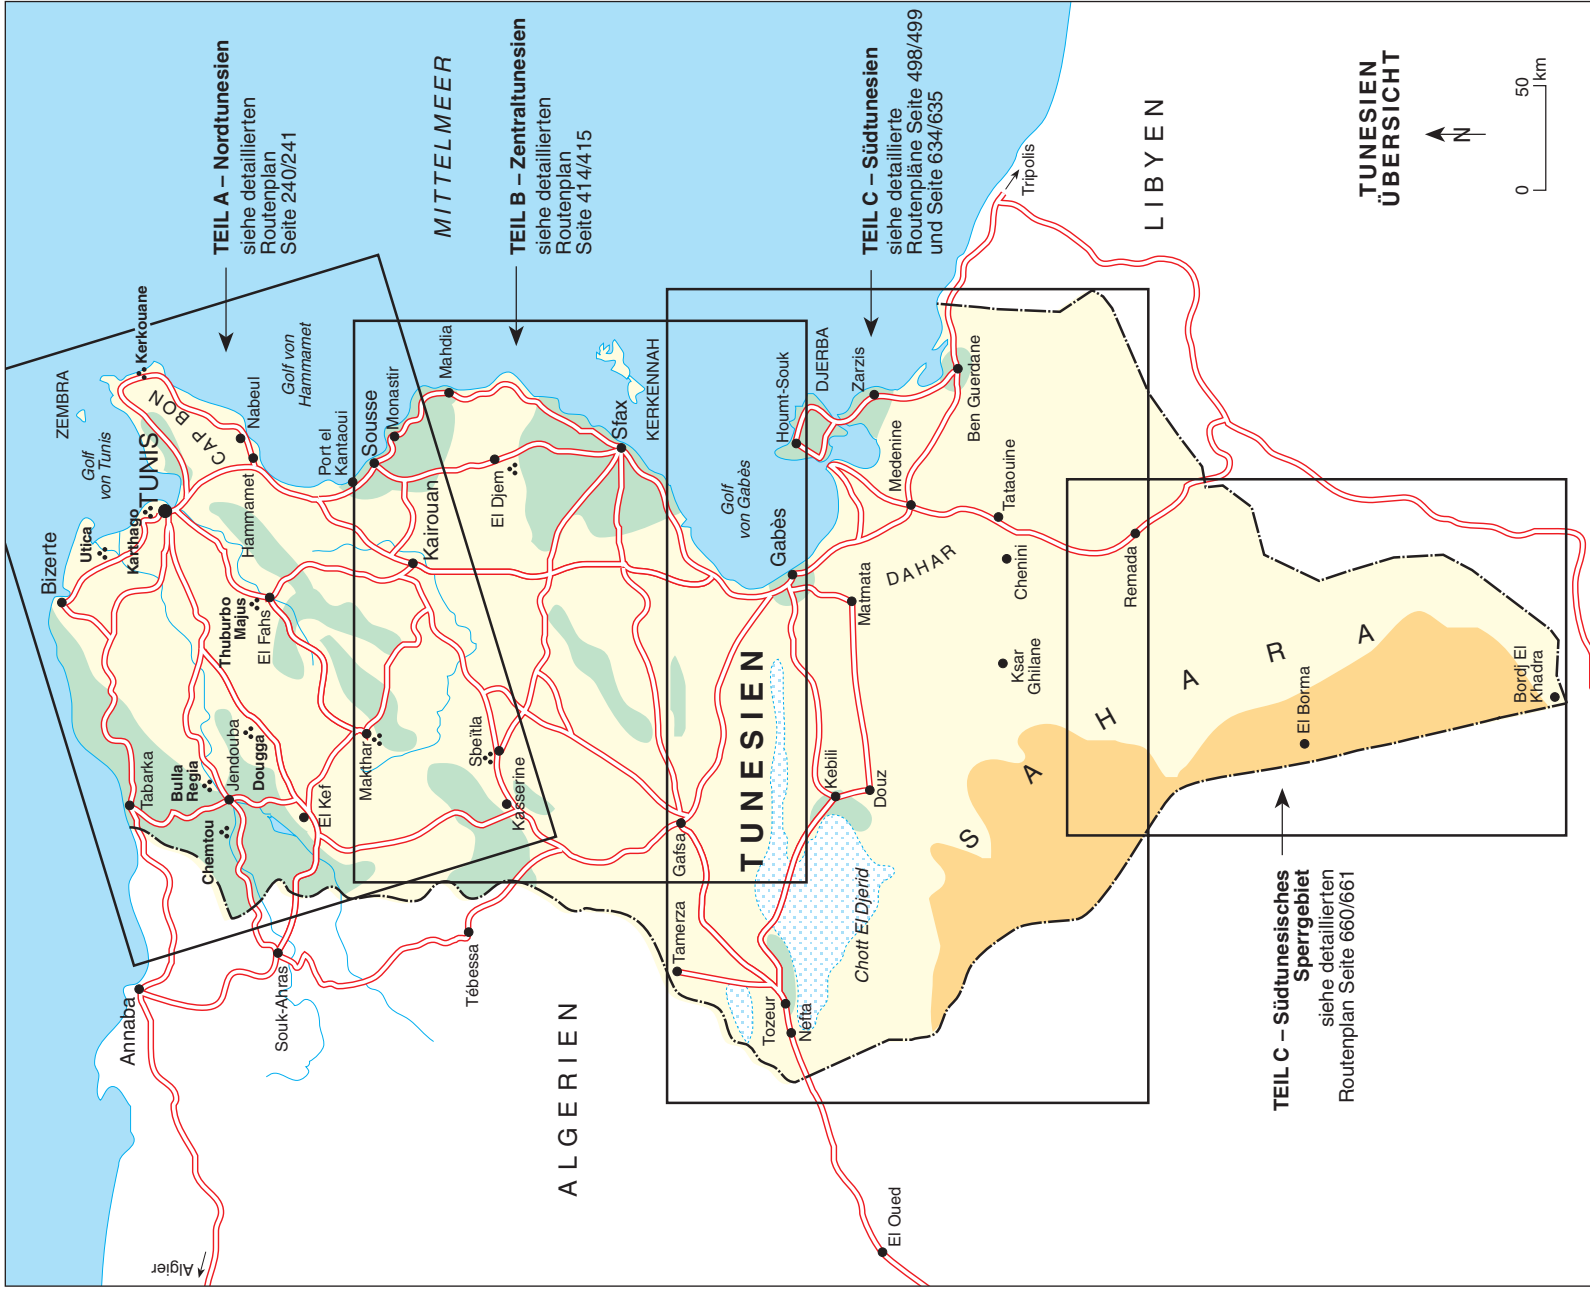 TEIL A – Nordtunesien
siehe detaillierten
Routenplan
Seite 240/241
MITTELMEER
TEIL B – Zentraltunesien
siehe detaillierten
Routenplan
Seite 414/415
TEIL C – Südtunesien
siehe detaillierte
Routenpläne Seite 498/499
und Seite 634/635
TUNESIEN
ÜBERSICHT
N
0
50
km
LIBYEN
Tripolis
ZEMBRA
Kerkouane
CAP BON
Golf
von Tunis
TUNIS
Karthago
Utica
Bizerte
Nabeul
Hammamet
Golf von
Hammamet
Port el
Kantaoui
Sousse
Monastir
Mahdia
Kairouan
El Djem
Sfax
KERKENNAH
Thuburbo
Majus
El Fahs
Tabarka
Bulla
Regia
Jendouba
Dougga
Chemtou
El Kef
Makthar
Sbeïtla
Kasserine
Gafsa
TUNESIEN
Golf
von Gabès
Gabès
Houmt-Souk
DJERBA
Zarzis
Ben Guerdane
Medenine
Tataouine
DAHAR
Matmata
Chenini
Ksar
Ghilane
Remada
Kebili
Douz
Chott El Djerid
Tamerza
Tozeur
Nefta
SAHARA
El Borma
Bordj El
Khadra
Annaba
Souk-Ahras
Tébessa
ALGERIEN
Algier
El Oued
TEIL C – Südtunesisches
Sperrgebiet
siehe detaillierten
Routenplan Seite 660/661